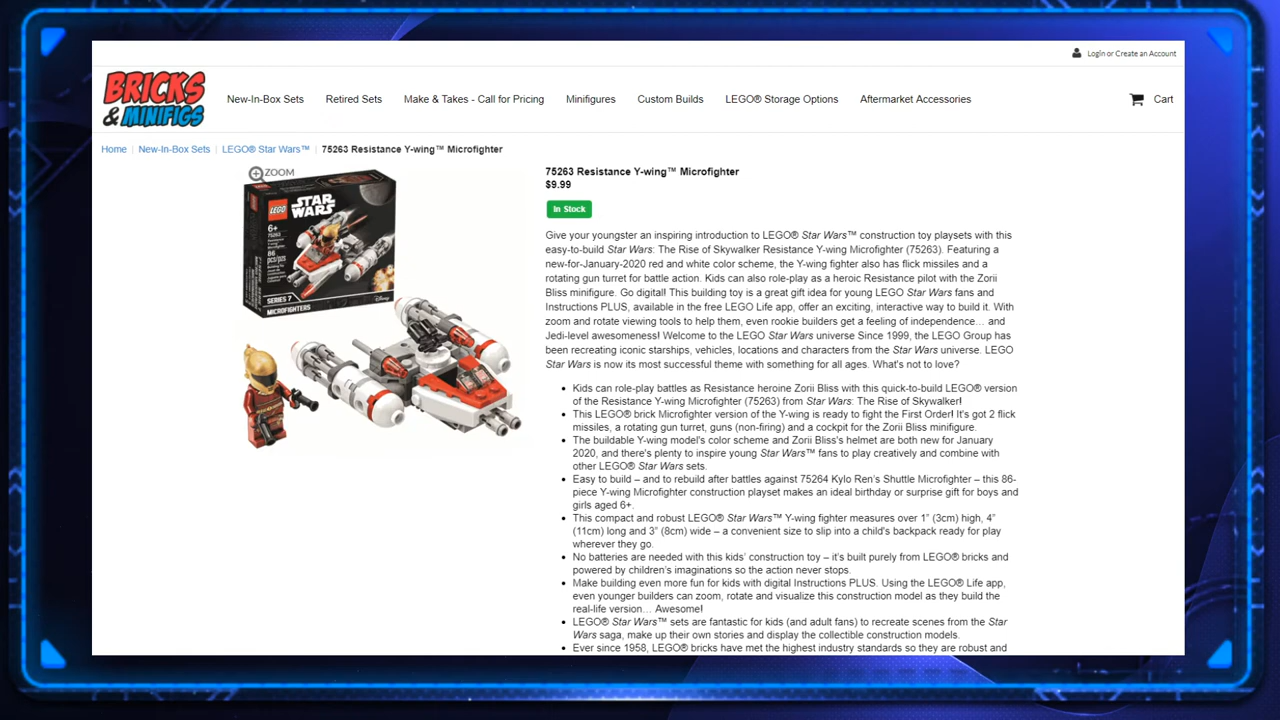 Login or Create an Account
BRICKS
& MINIFIGS
New-In-Box Sets
Retired Sets
Make & Takes - Call for Pricing
Minifigures
Custom Builds
LEGO® Storage Options
Aftermarket Accessories
Cart
Home | New-In-Box Sets | LEGO® Star Wars™ | 75263 Resistance Y-wing™ Microfighter
ZOOM
LEGO
STAR
WARS
6+
75263
86
pcs/pzs
SERIES 7
MICROFIGHTERS
Disney
75263 Resistance Y-wing™ Microfighter
$9.99
In Stock
Give your youngster an inspiring introduction to LEGO® Star Wars™ construction toy playsets with this
easy-to-build Star Wars: The Rise of Skywalker Resistance Y-wing Microfighter (75263). Featuring a
new-for-January-2020 red and white color scheme, the Y-wing fighter also has flick missiles and a
rotating gun turret for battle action. Kids can also role-play as a heroic Resistance pilot with the Zorii
Bliss minifigure. Go digital! This building toy is a great gift idea for young LEGO Star Wars fans and
Instructions PLUS, available in the free LEGO Life app, offer an exciting, interactive way to build it. With
zoom and rotate viewing tools to help them, even rookie builders get a feeling of independence… and
Jedi-level awesomeness! Welcome to the LEGO Star Wars universe Since 1999, the LEGO Group has
been recreating iconic starships, vehicles, locations and characters from the Star Wars universe. LEGO
Star Wars is now its most successful theme with something for all ages. What's not to love?
• Kids can role-play battles as Resistance heroine Zorii Bliss with this quick-to-build LEGO® version
of the Resistance Y-wing Microfighter (75263) from Star Wars: The Rise of Skywalker!
• This LEGO® brick Microfighter version of the Y-wing is ready to fight the First Order! It's got 2 flick
missiles, a rotating gun turret, guns (non-firing) and a cockpit for the Zorii Bliss minifigure.
• The buildable Y-wing model's color scheme and Zorii Bliss's helmet are both new for January
2020, and there's plenty to inspire young Star Wars™ fans to play creatively and combine with
other LEGO® Star Wars sets.
• Easy to build – and to rebuild after battles against 75264 Kylo Ren's Shuttle Microfighter – this 86-
piece Y-wing Microfighter construction playset makes an ideal birthday or surprise gift for boys and
girls aged 6+.
• This compact and robust LEGO® Star Wars™ Y-wing fighter measures over 1” (3cm) high, 4”
(11cm) long and 3” (8cm) wide – a convenient size to slip into a child's backpack ready for play
wherever they go.
• No batteries are needed with this kids' construction toy – it's built purely from LEGO® bricks and
powered by children's imaginations so the action never stops.
• Make building even more fun for kids with digital Instructions PLUS. Using the LEGO® Life app,
even younger builders can zoom, rotate and visualize this construction model as they build the
real-life version… Awesome!
• LEGO® Star Wars™ sets are fantastic for kids (and adult fans) to recreate scenes from the Star
Wars saga, make up their own stories and display the collectible construction models.
• Ever since 1958, LEGO® bricks have met the highest industry standards so they are robust and